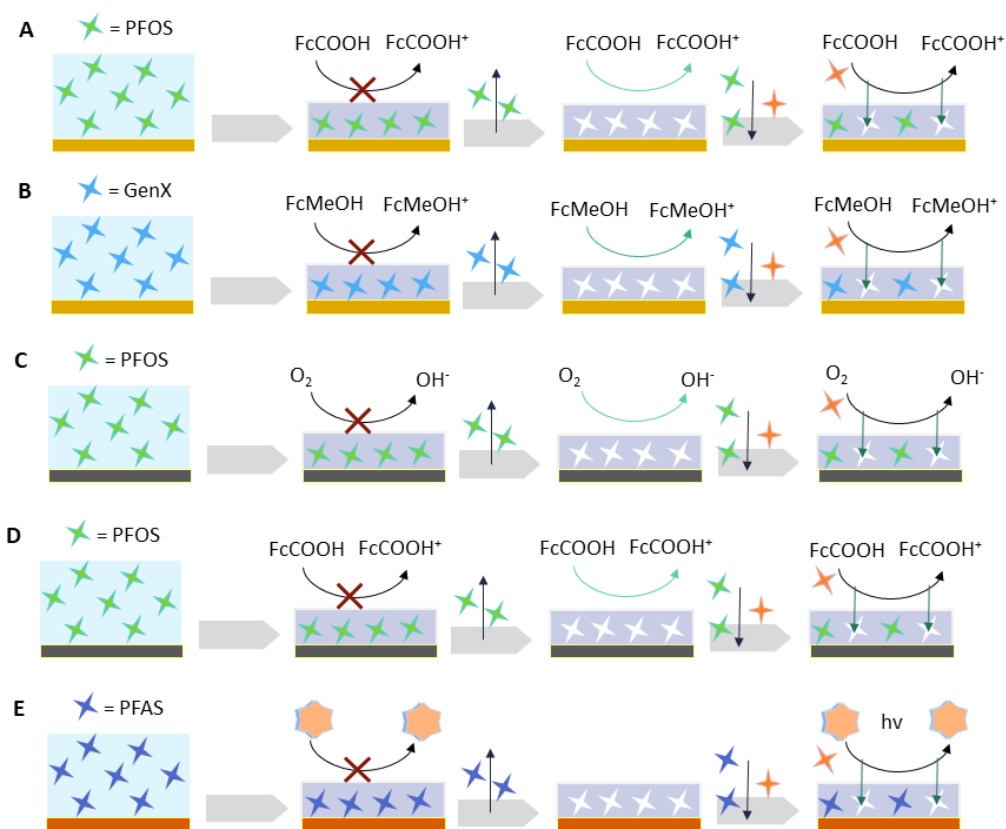 A
= PFOS
FcCOOH FcCOOH⁺ FcCOOH FcCOOH⁺ FcCOOH FcCOOH⁺
B
= GenX
FcMeOH FcMeOH⁺ FcMeOH FcMeOH⁺ FcMeOH FcMeOH⁺
C
= PFOS
O₂ OH⁻ O₂ OH⁻ O₂ OH⁻
D
= PFOS
FcCOOH FcCOOH⁺ FcCOOH FcCOOH⁺ FcCOOH FcCOOH⁺
E
= PFAS
hv